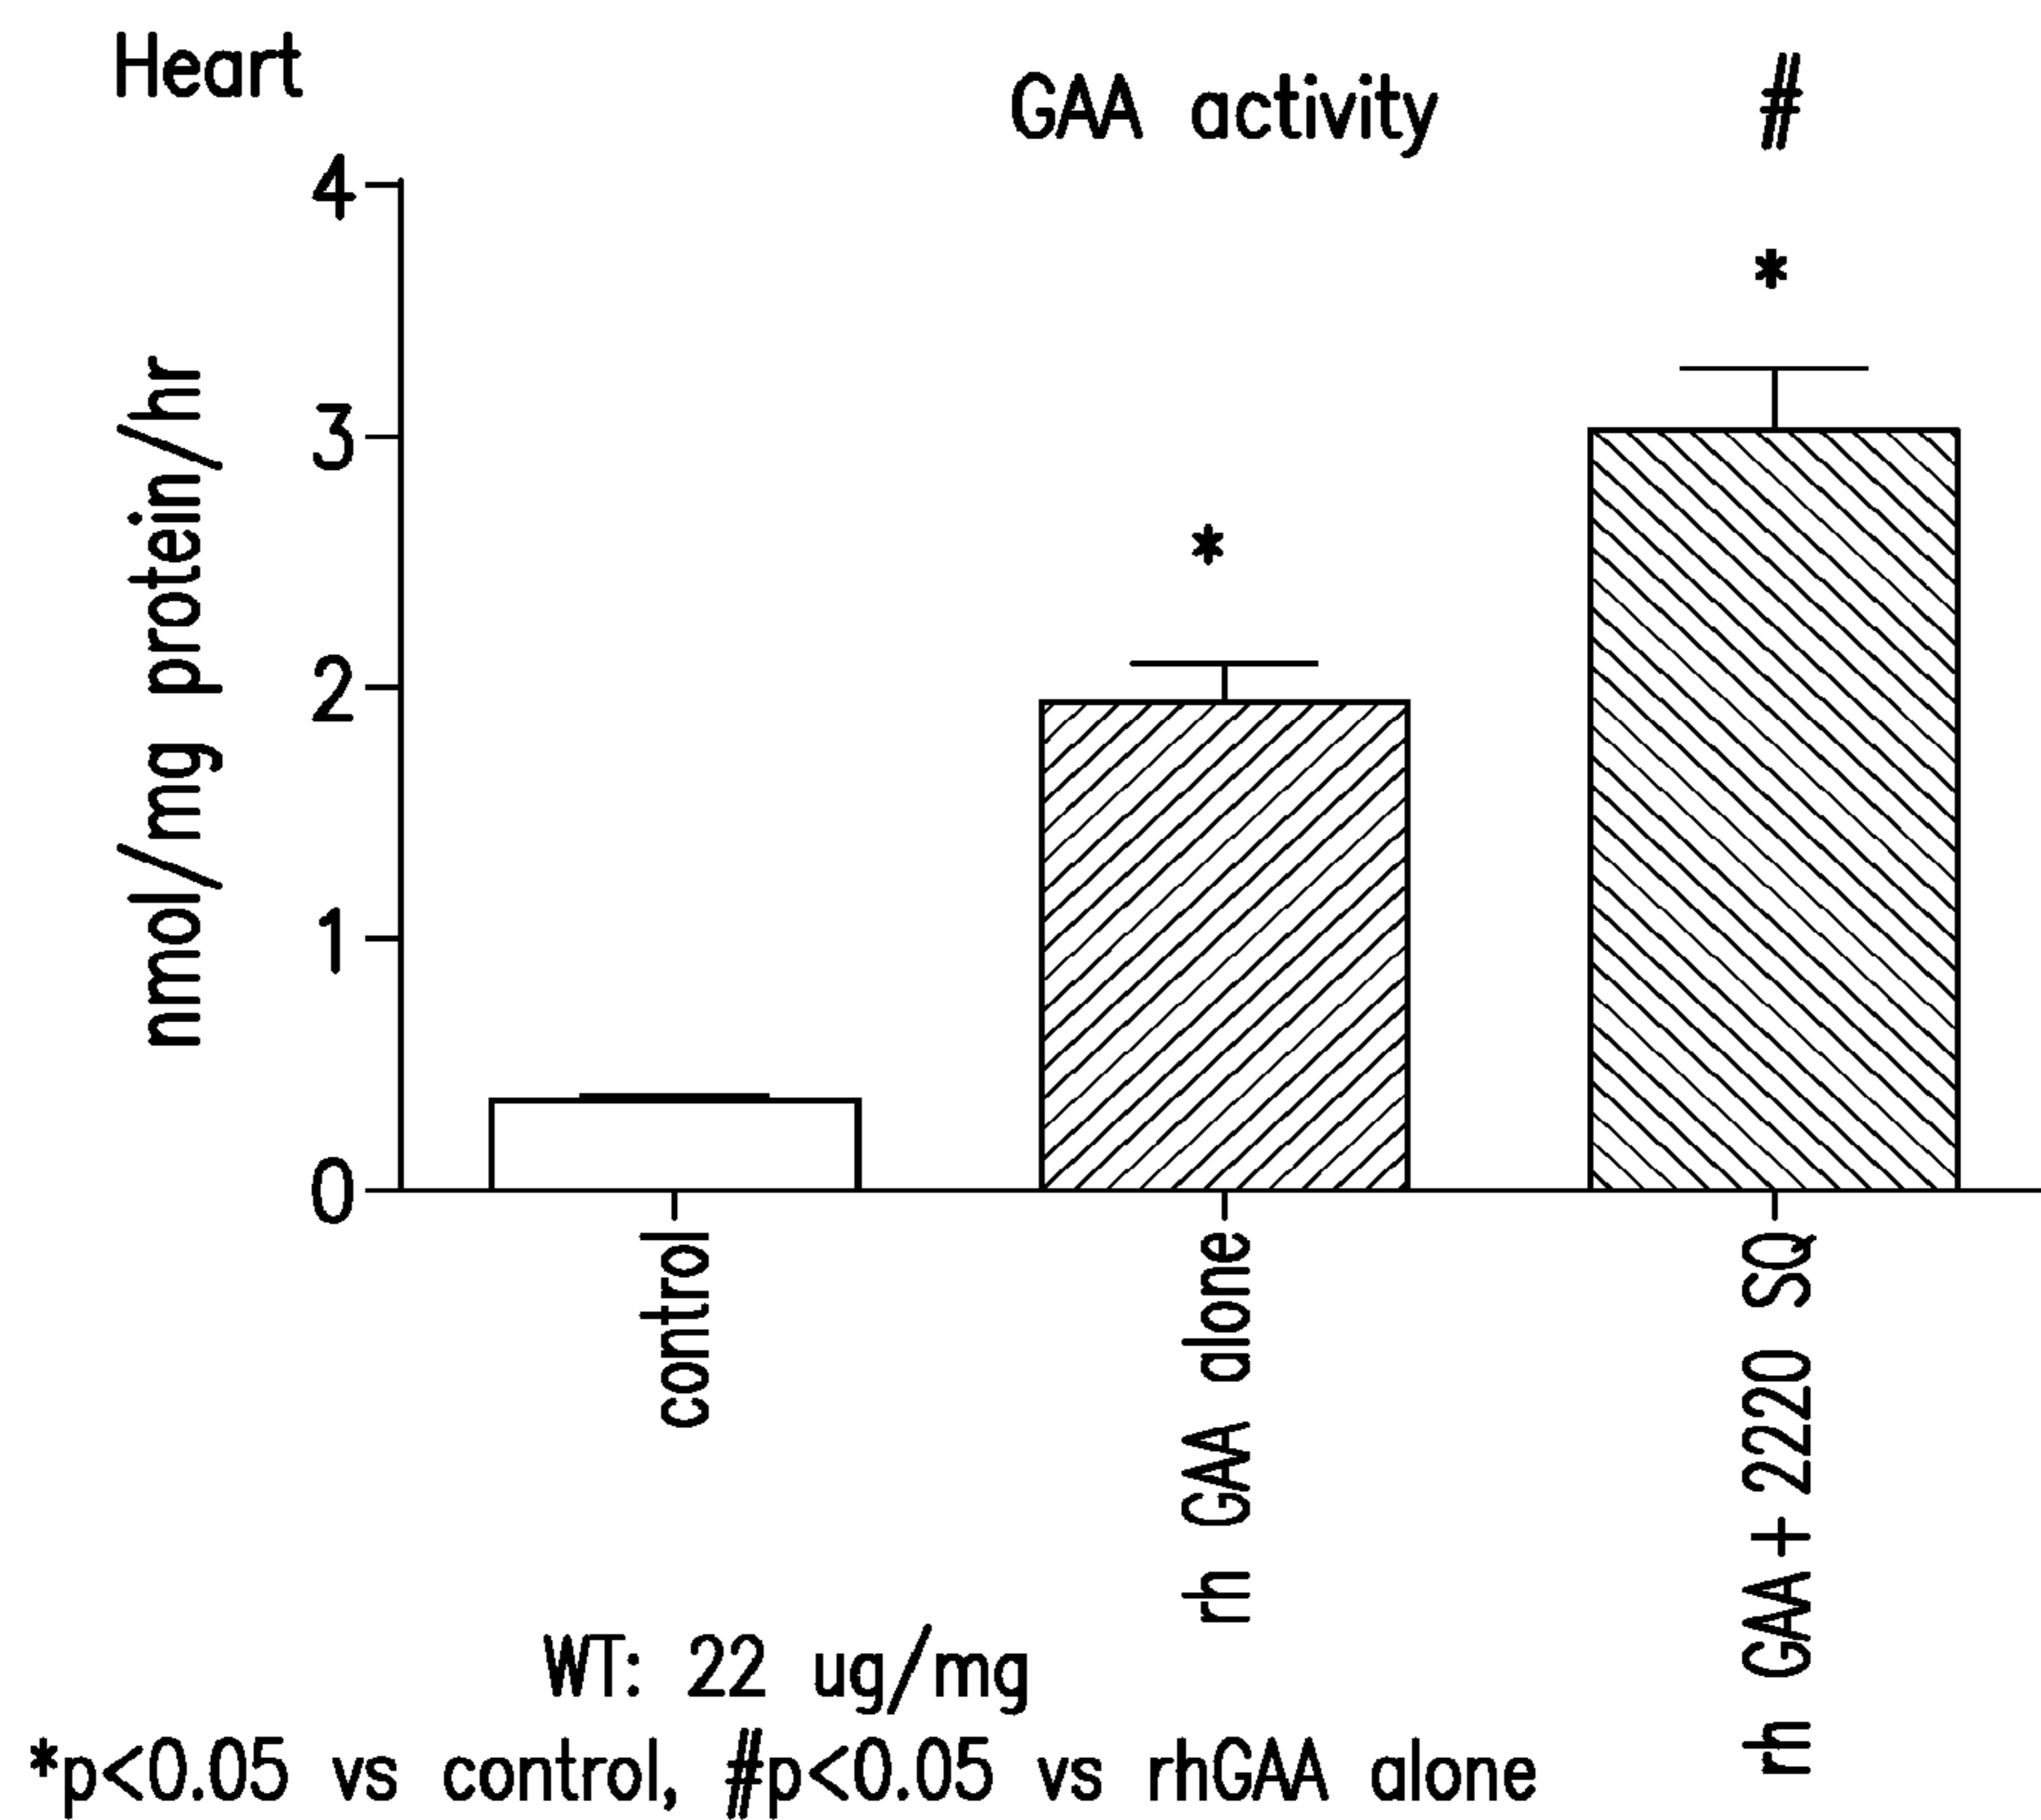 Heart
GAA activity
#
4
*
3
*
2
1
0
nmol/mg protein/hr
control
rh GAA alone
rh GAA+ 2220 SQ
WT: 22 ug/mg
*p<0.05 vs control, #p<0.05 vs rhGAA alone